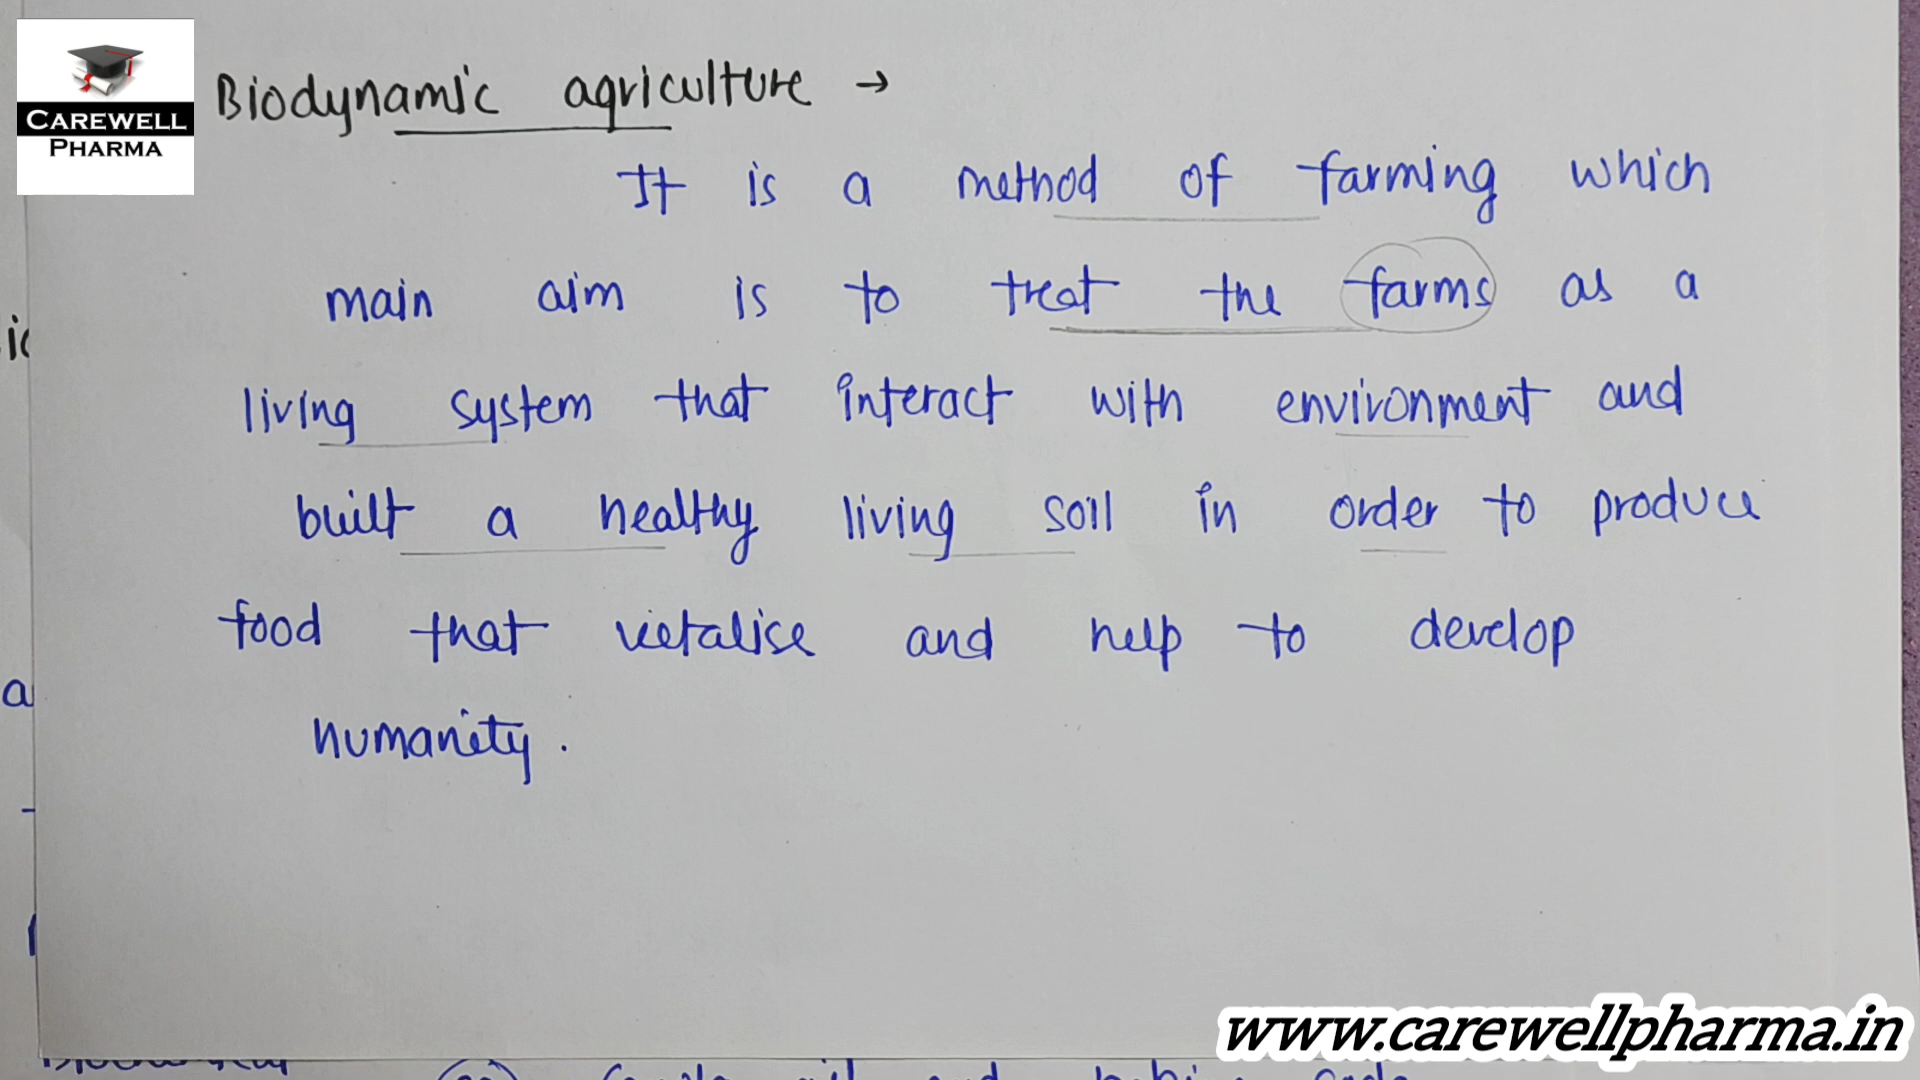 CAREWELL
PHARMA
Biodynamic agriculture →
It is a method of farming which
main aim is to treat the farms as a
living system that interact with environment and
built a healthy living soil in order to produce
food that vietalise and help to develop
humanity.
www.carewellpharma.in